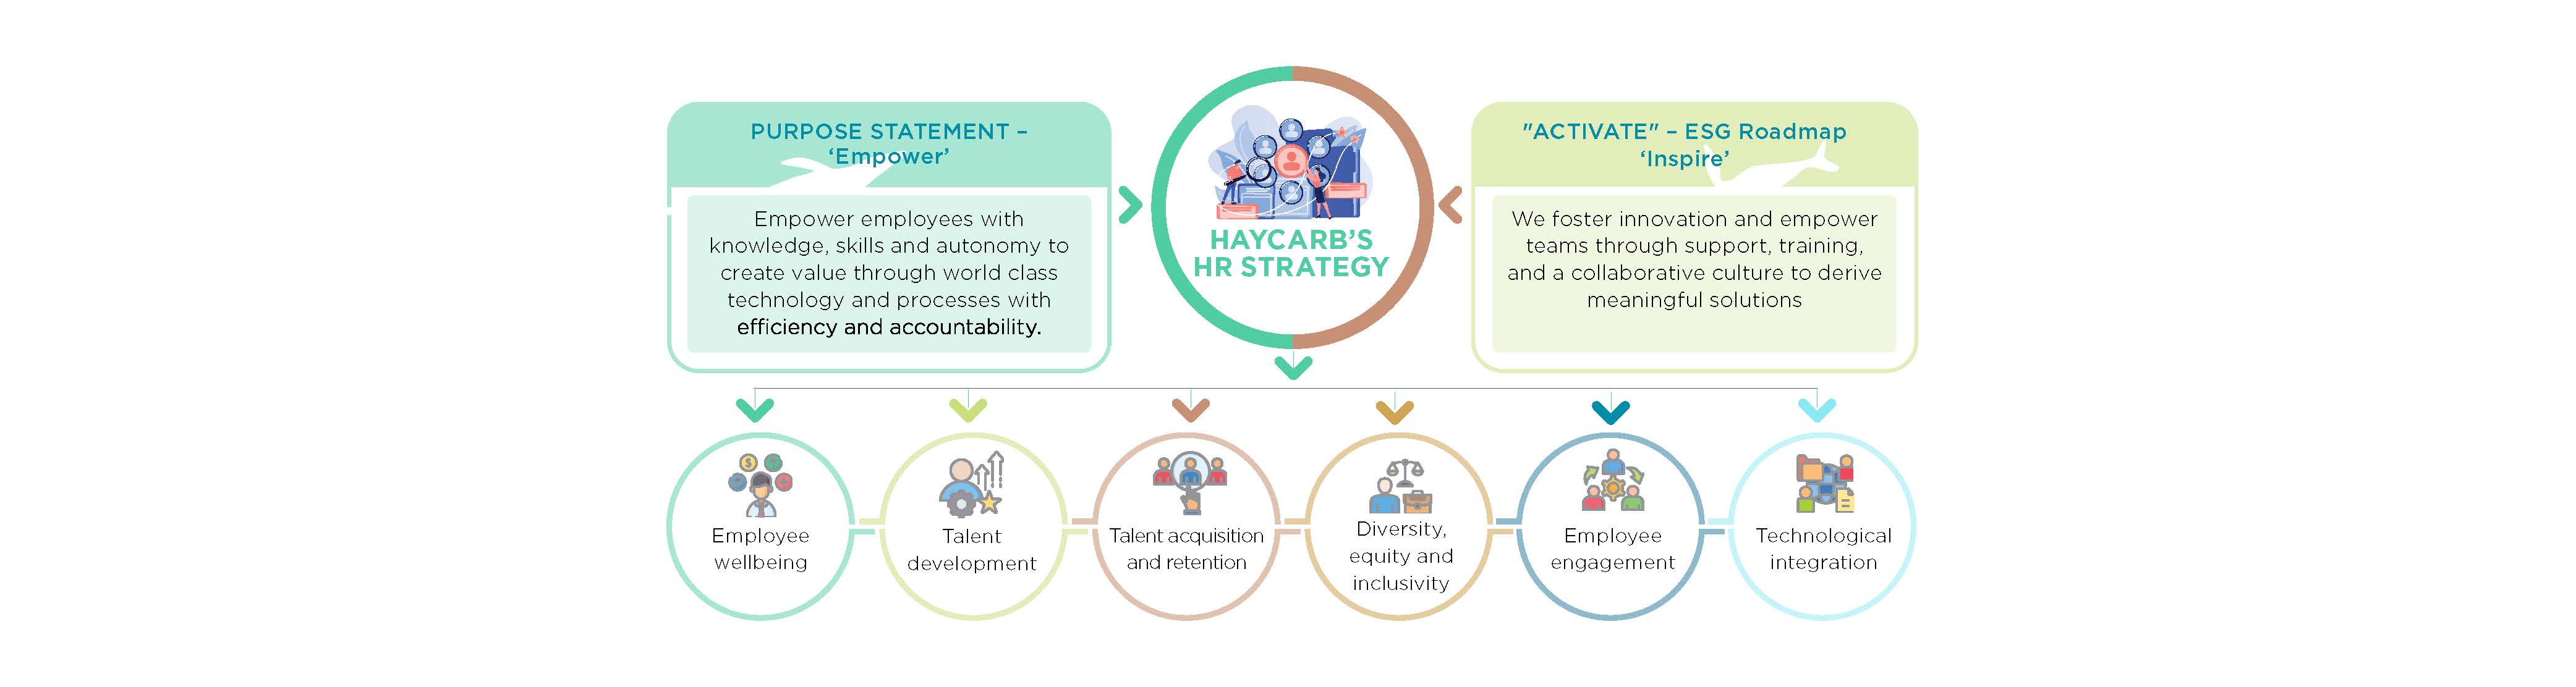 PURPOSE STATEMENT –
‘Empower’
Empower employees with
knowledge, skills and autonomy to
create value through world class
technology and processes with
efficiency and accountability.
HAYCARB’S
HR STRATEGY
"ACTIVATE" – ESG Roadmap
‘Inspire’
We foster innovation and empower
teams through support, training,
and a collaborative culture to derive
meaningful solutions
Employee
wellbeing
Talent
development
Talent acquisition
and retention
Diversity,
equity and
inclusivity
Employee
engagement
Technological
integration